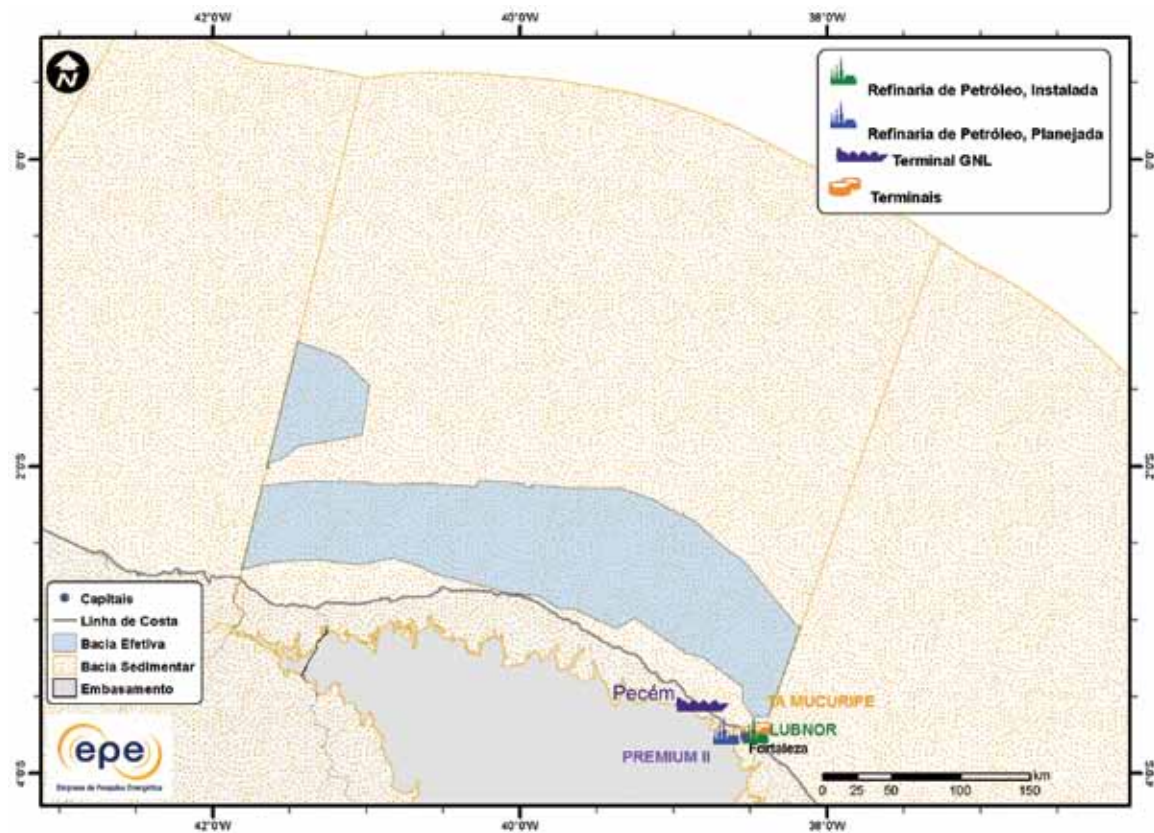 42°0'W 40°0'W 38°0'W
N
Refinaria de Petróleo, Instalada
Refinaria de Petróleo, Planejada
Terminal GNL
Terminais
0°0' 0°0'
2°0'S 2°0'S
Capitais
Linha de Costa
Bacia Efetiva
Bacia Sedimentar
Embasamento
Pecém
TA MUCURIPE
LUBNOR
Fortaleza
PREMIUM II
epe
Empresa de Pesquisa Energética
km
0 25 50 100 150
4°0'S 4°0'S
42°0'W 40°0'W 38°0'W